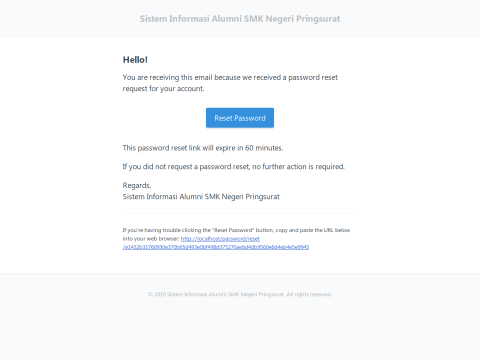 Sistem Informasi Alumni SMK Negeri Pringsurat
Hello!
You are receiving this email because we received a password reset
request for your account.
Reset Password
This password reset link will expire in 60 minutes.
If you did not request a password reset, no further action is required.
Regards,
Sistem Informasi Alumni SMK Negeri Pringsurat
If you're having trouble clicking the "Reset Password" button, copy and paste the URL below
into your web browser: http://localhost/password/reset
© 2019 Sistem Informasi Alumni SMK Negeri Pringsurat. All rights reserved.